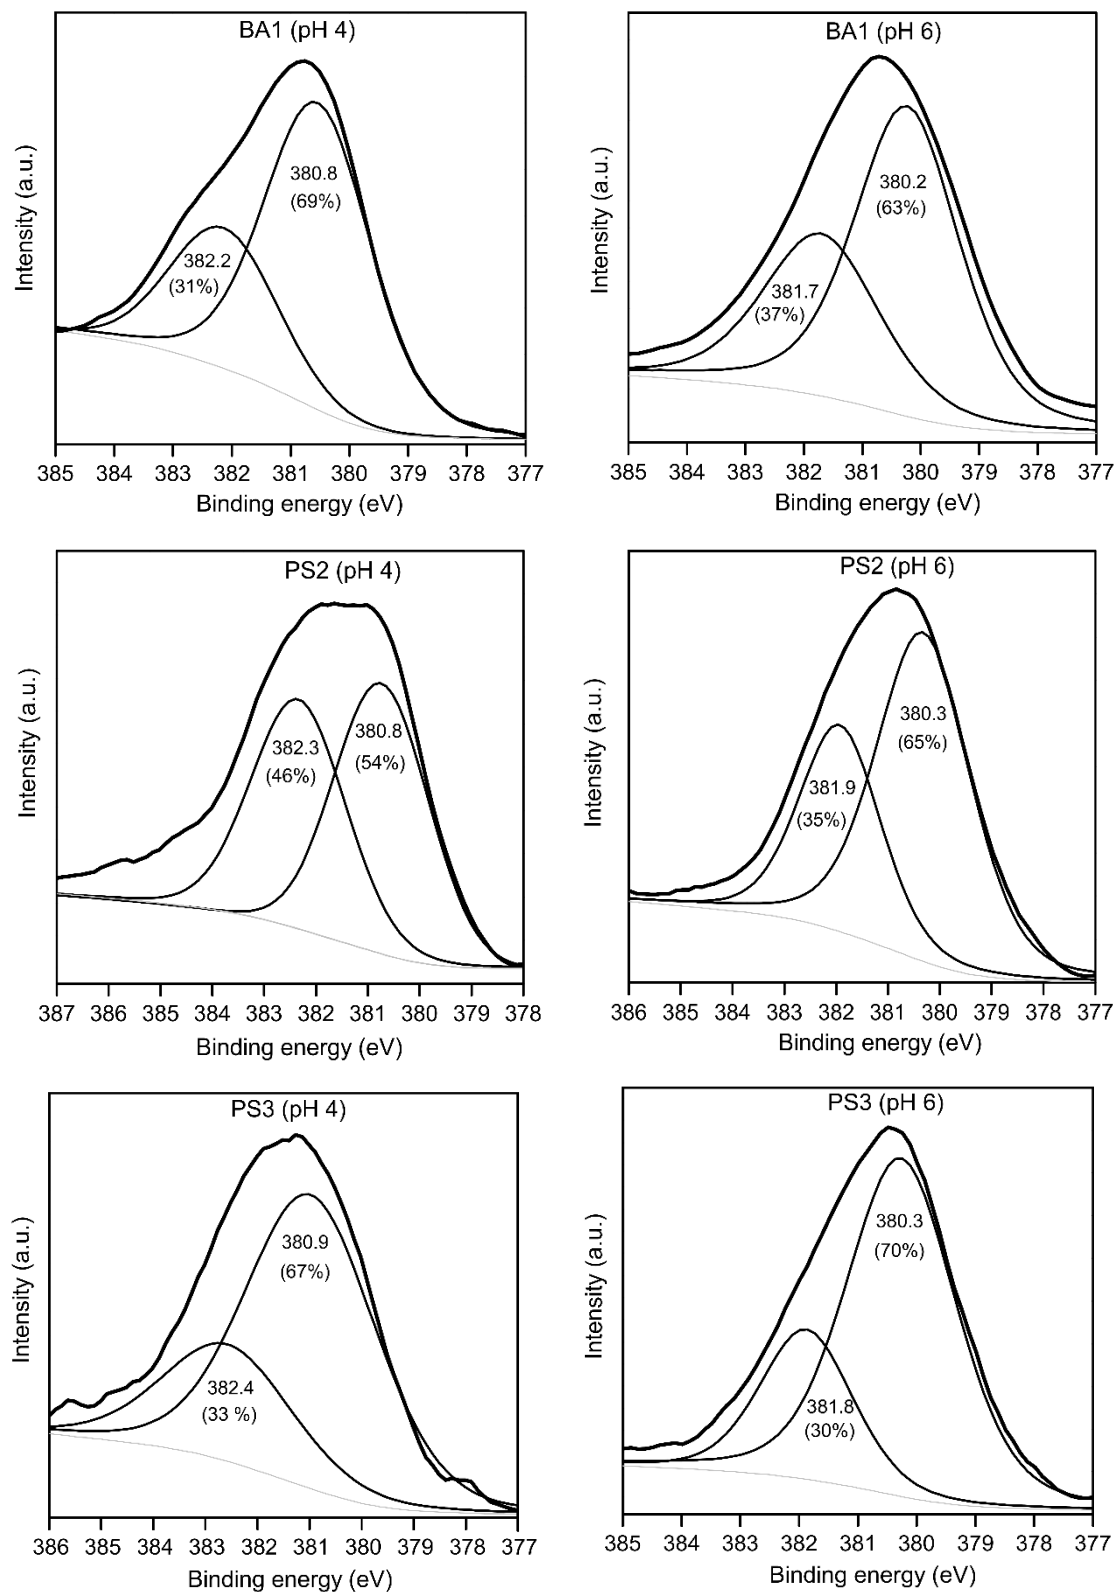 BA1 (pH 4)
Intensity (a.u.)
380.8
(69%)
382.2
(31%)
385 384 383 382 381 380 379 378 377
Binding energy (eV)
BA1 (pH 6)
Intensity (a.u.)
380.2
(63%)
381.7
(37%)
385 384 383 382 381 380 379 378 377
Binding energy (eV)
PS2 (pH 4)
Intensity (a.u.)
382.3
(46%)
380.8
(54%)
387 386 385 384 383 382 381 380 379 378
Binding energy (eV)
PS2 (pH 6)
Intensity (a.u.)
380.3
(65%)
381.9
(35%)
386 385 384 383 382 381 380 379 378 377
Binding energy (eV)
PS3 (pH 4)
Intensity (a.u.)
380.9
(67%)
382.4
(33 %)
386 385 384 383 382 381 380 379 378 377
Binding energy (eV)
PS3 (pH 6)
Intensity (a.u.)
380.3
(70%)
381.8
(30%)
385 384 383 382 381 380 379 378 377
Binding energy (eV)